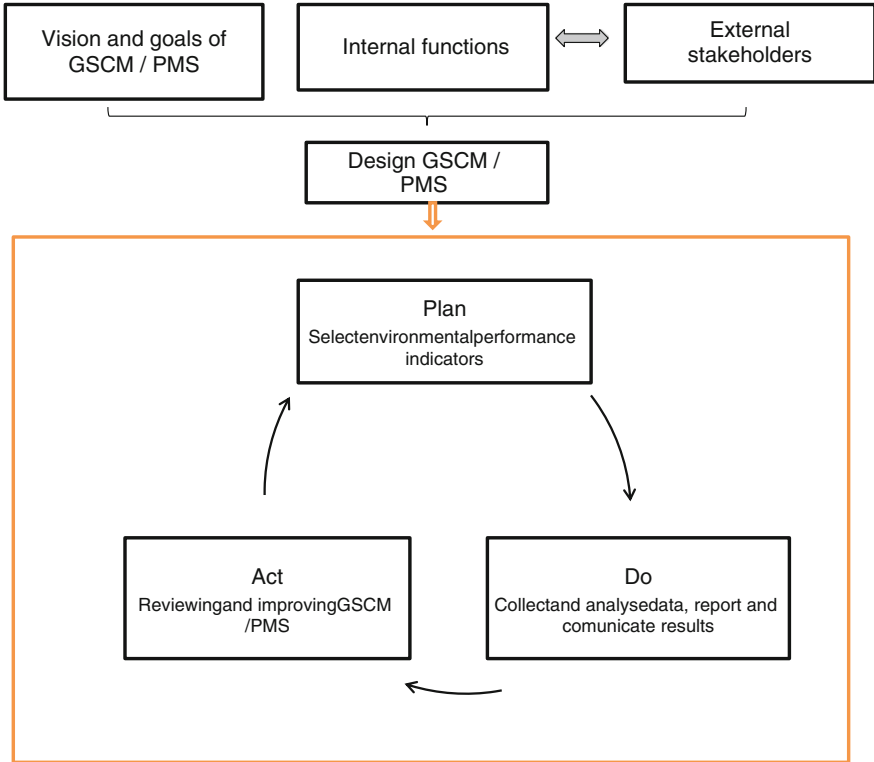 Vision and goals of
GSCM / PMS
Internal functions
External
stakeholders
Design GSCM /
PMS
Plan
Selectenvironmentalperformance
indicators
Act
Reviewingand improvingGSCM
/PMS
Do
Collectand analysedata, report and
comunicate results